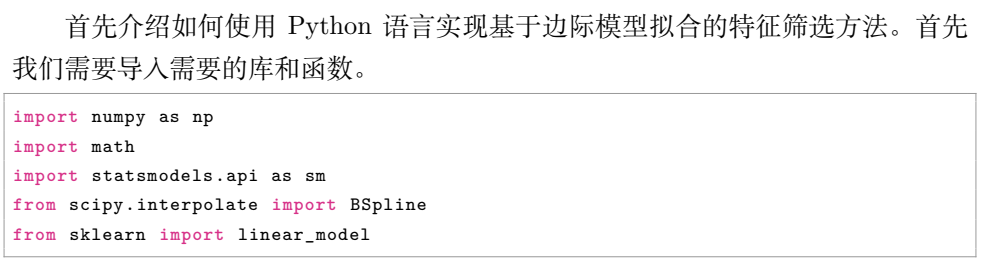 首先介绍如何使用 Python 语言实现基于边际模型拟合的特征筛选方法。首先
我们需要导入需要的库和函数。
import numpy as np
import math
import statsmodels.api as sm
from scipy.interpolate import BSpline
from sklearn import linear_model